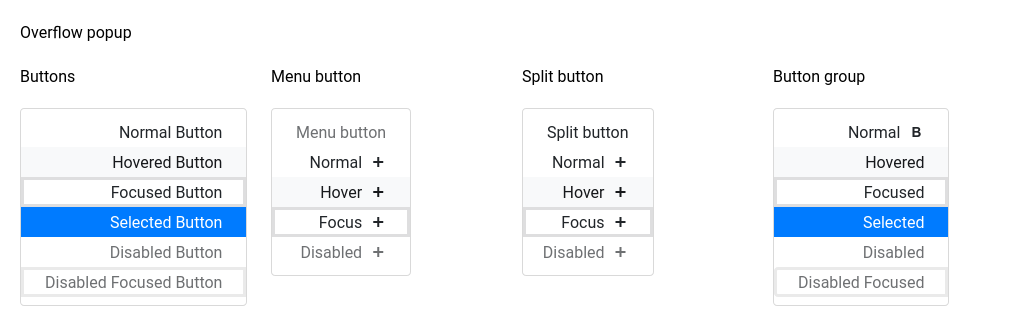 Overflow popup
Buttons
Normal Button
Hovered Button
Focused Button
Selected Button
Disabled Button
Disabled Focused Button
Menu button
Menu button
Normal +
Hover +
Focus +
Disabled +
Split button
Split button
Normal +
Hover +
Focus +
Disabled +
Button group
Normal B
Hovered
Focused
Selected
Disabled
Disabled Focused